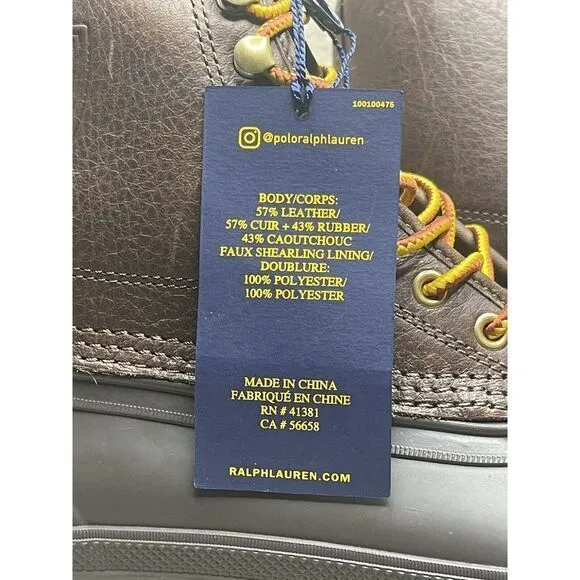 100100475
@poloralphlauren
BODY/CORPS:
57% LEATHER/
57% CUIR + 43% RUBBER/
43% CAOUTCHOUC
FAUX SHEARLING LINING/
DOUBLURE:
100% POLYESTER/
100% POLYESTER
MADE IN CHINA
FABRIQUÉ EN CHINE
RN # 41381
CA # 56658
RALPHLAUREN.COM